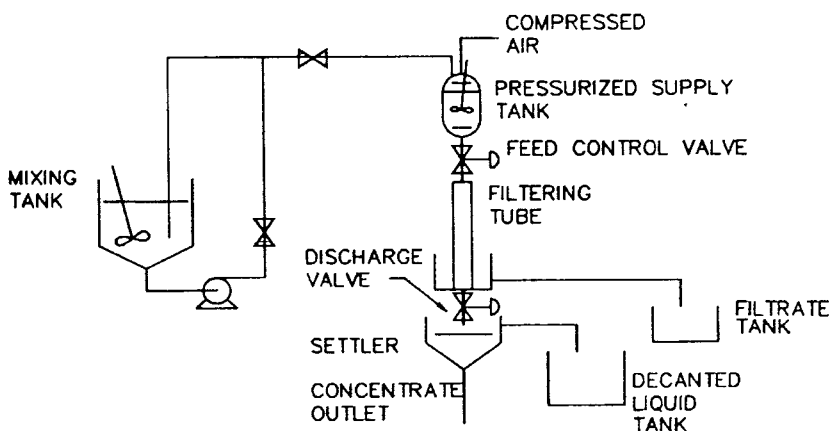 COMPRESSED
AIR
PRESSURIZED SUPPLY
TANK
FEED CONTROL VALVE
MIXING
TANK
FILTERING
TUBE
DISCHARGE
VALVE
FILTRATE
TANK
SETTLER
CONCENTRATE
OUTLET
DECANTED
LIQUID
TANK